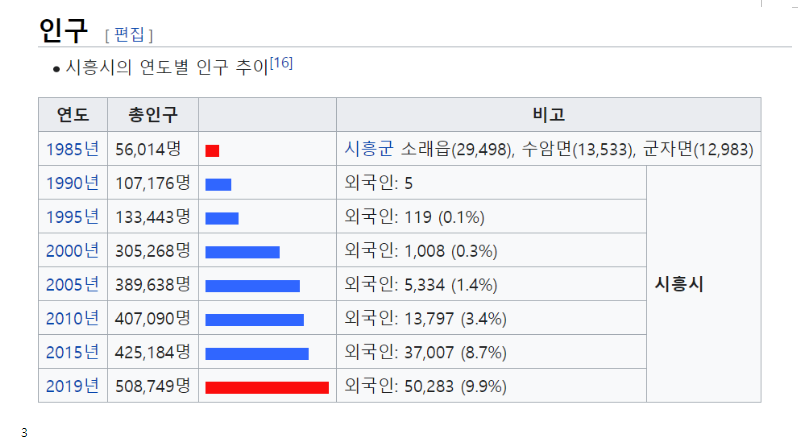 인구 [ 편집 ]
• 시흥시의 연도별 인구 추이[16]
연도 총인구 비고
1985년 56,014명 시흥군 소래읍(29,498), 수암면(13,533), 군자면(12,983)
1990년 107,176명 외국인: 5
1995년 133,443명 외국인: 119 (0.1%)
2000년 305,268명 외국인: 1,008 (0.3%)
2005년 389,638명 외국인: 5,334 (1.4%) 시흥시
2010년 407,090명 외국인: 13,797 (3.4%)
2015년 425,184명 외국인: 37,007 (8.7%)
2019년 508,749명 외국인: 50,283 (9.9%)
3